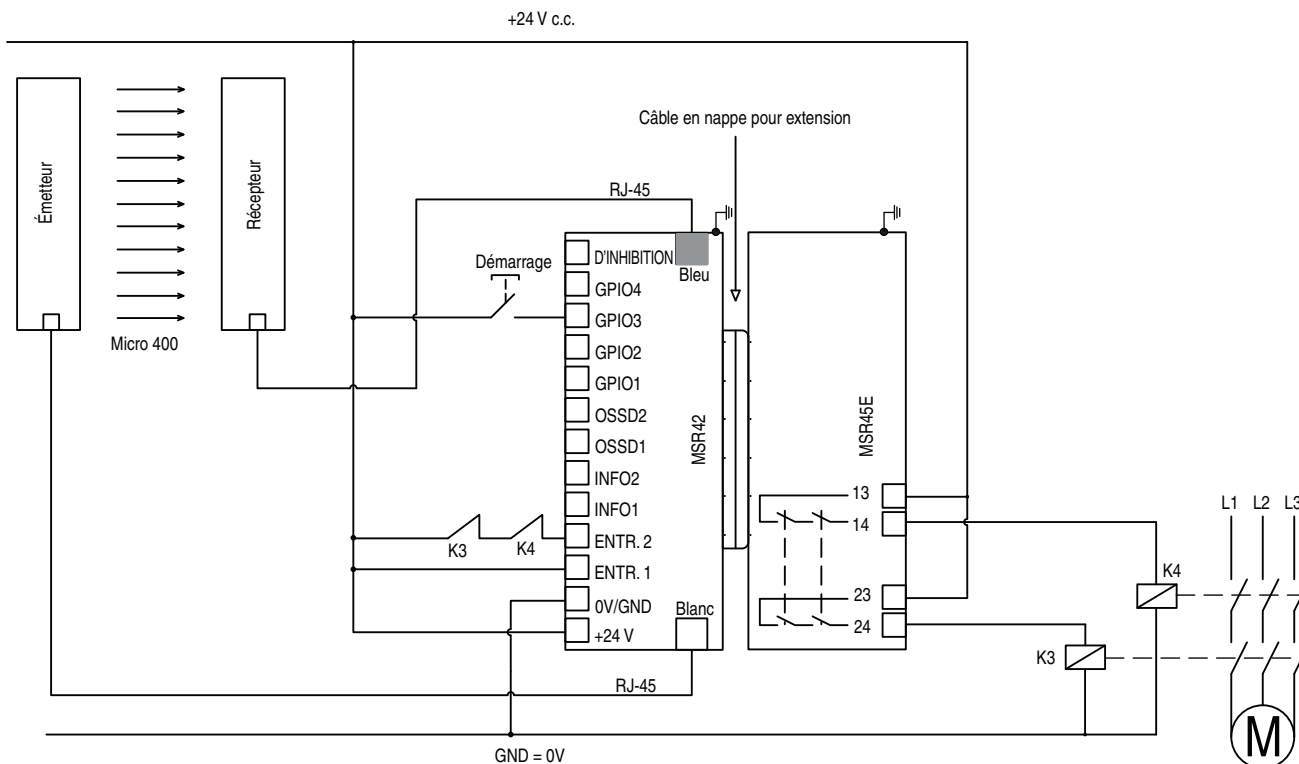 +24 V c.c.
Émetteur
Récepteur
Micro 400
Câble en nappe pour extension
RJ-45
Démarrage
D'INHIBITION
Bleu
GPIO4
GPIO3
GPIO2
GPIO1
OSSD2
OSSD1
INFO2
INFO1
ENTR. 2
ENTR. 1
0V/GND
+24 V
Blanc
MSR42
MSR45E
K3
K4
13
14
23
24
RJ-45
GND = 0V
K4
K3
L1
L2
L3
M